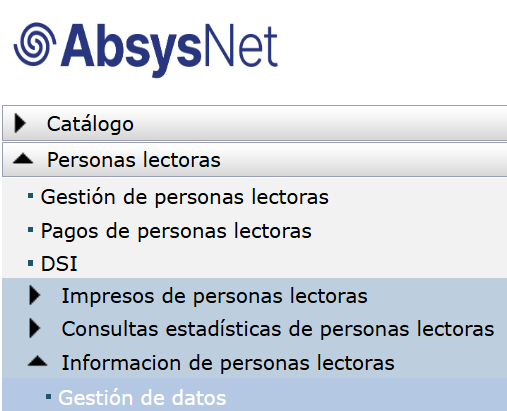 AbsysNet
Catálogo
Personas lectoras
Gestión de personas lectoras
Pagos de personas lectoras
DSI
Impresos de personas lectoras
Consultas estadísticas de personas lectoras
Informacion de personas lectoras
Gestión de datos